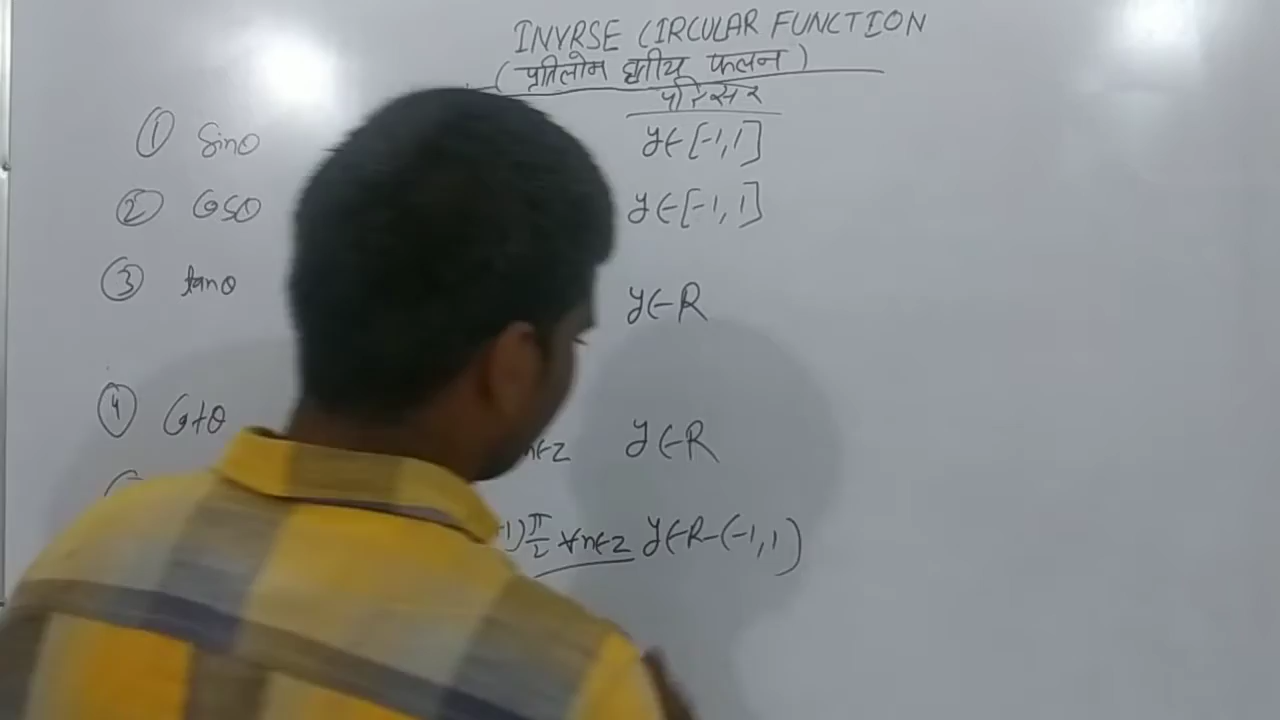 INVRSE CIRCULAR FUNCTION
(प्रतिलोम वृतीय फलन)
परिसर
① Sinθ y∈[-1,1]
② Cosθ y∈[-1,1]
③ tanθ y∈R
④ Cotθ n∈Z y∈R
-1)π/2 ∀n∈Z y∈R-(-1,1)